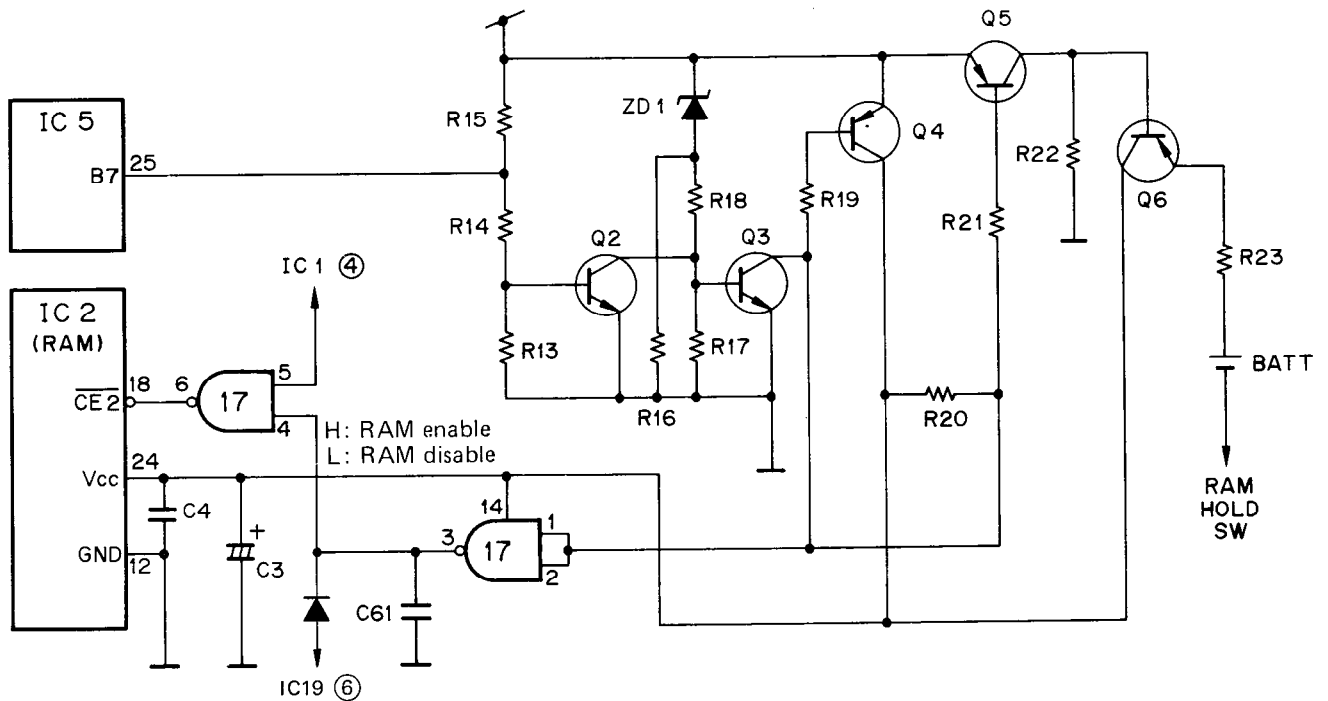 Q5
IC 5
B7
25
R15
ZD 1
Q4
R22
Q6
R14
R18
R19
R21
R23
Q2
Q3
IC 1 ④
IC 2
(RAM)
R13
R17
BATT
CE2
18
6
17
5
4
R16
R20
H: RAM enable
L: RAM disable
Vcc
24
14
RAM
HOLD
SW
C4
+
C3
GND
12
3
17
1
2
C61
IC19 ⑥